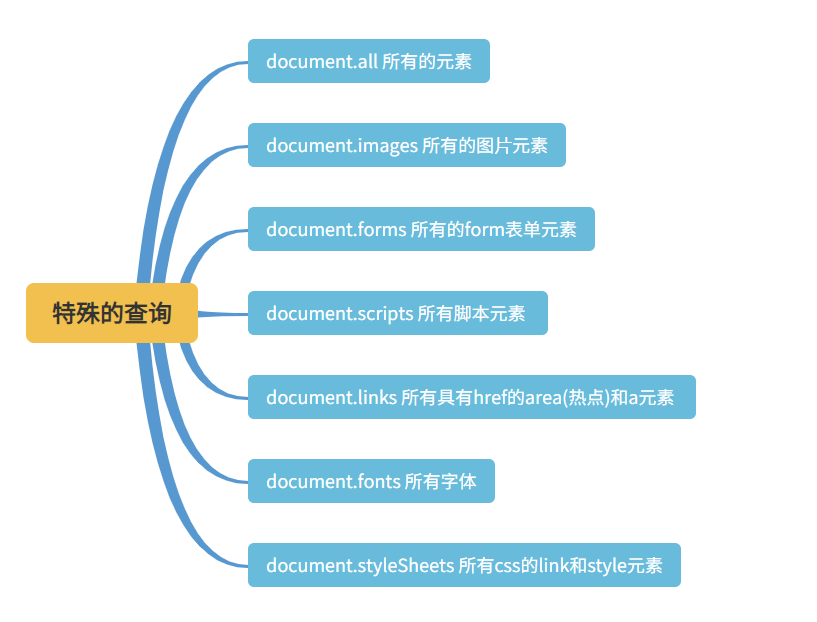 特殊的查询
document.all 所有的元素
document.images 所有的图片元素
document.forms 所有的form表单元素
document.scripts 所有脚本元素
document.links 所有具有href的area(热点)和a元素
document.fonts 所有字体
document.styleSheets 所有css的link和style元素